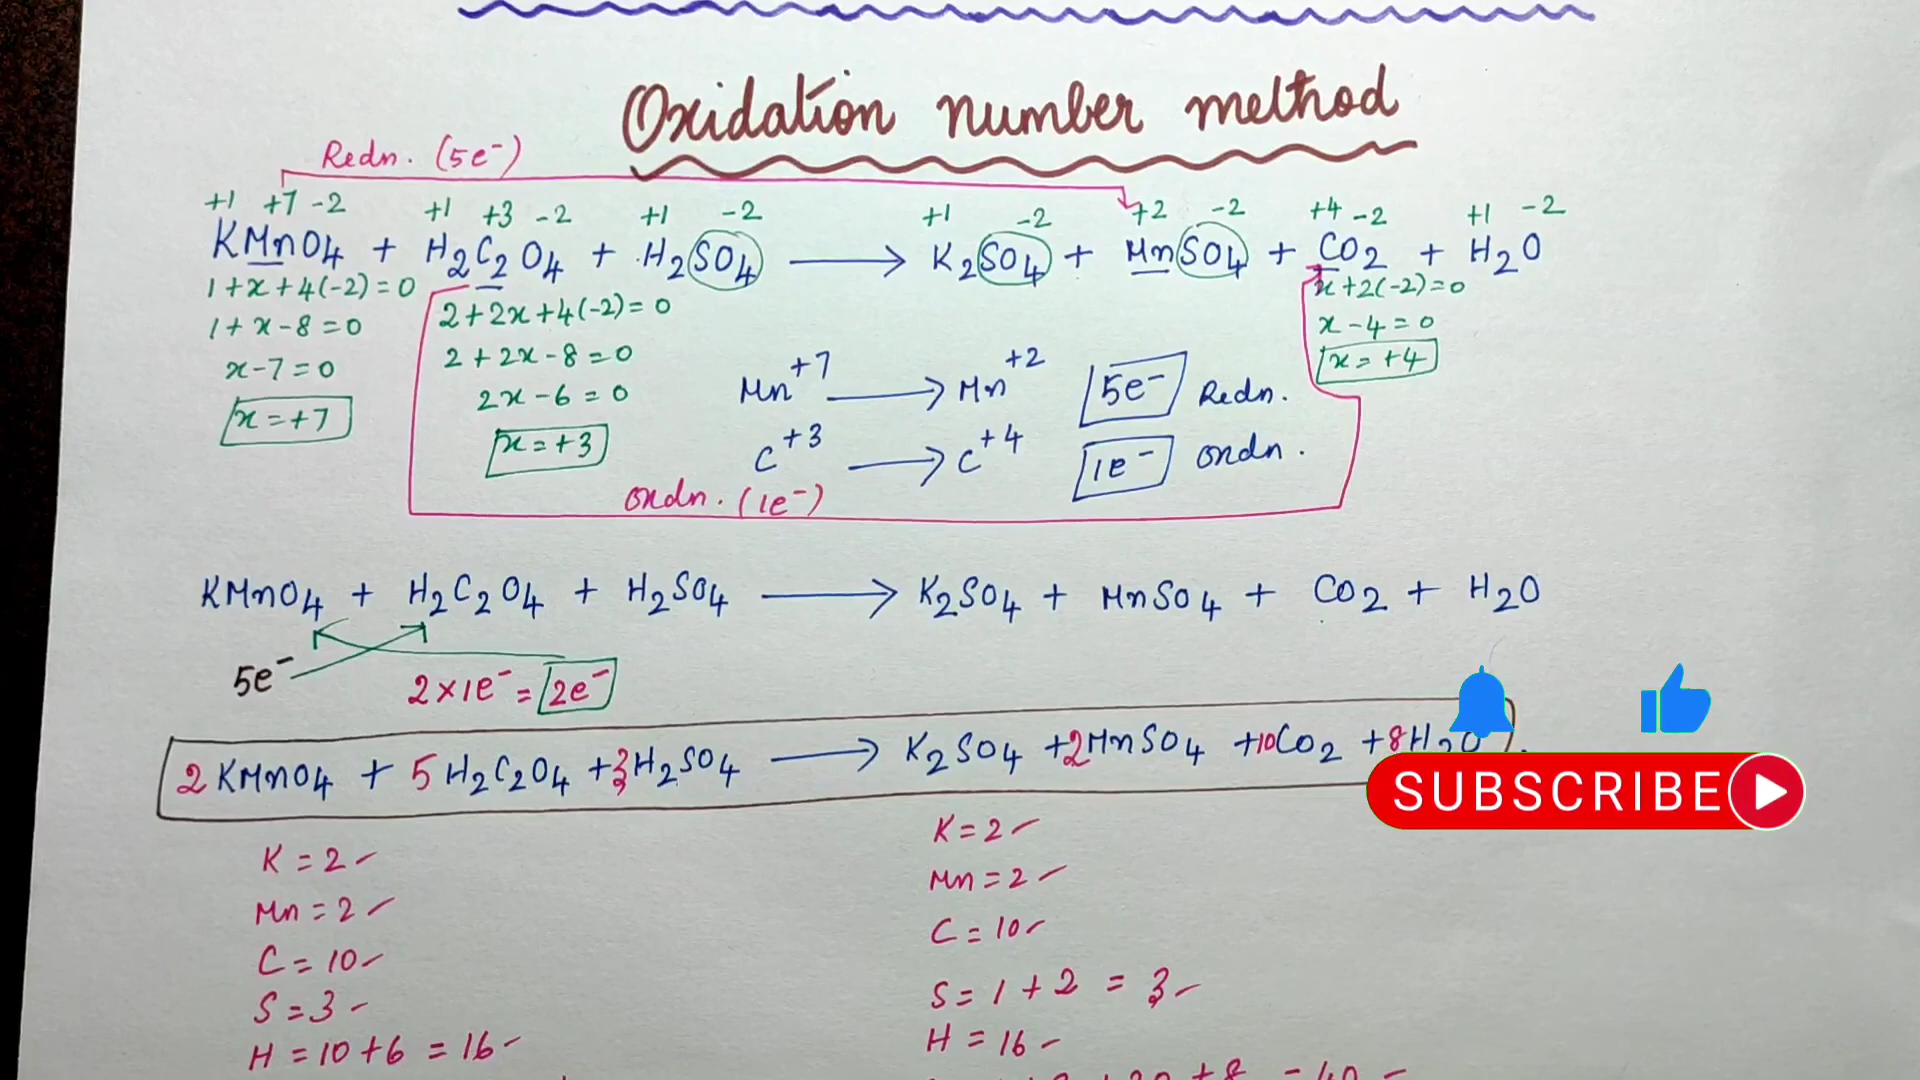 Oxidation number method
Redn. (5e⁻)
+1 +7 -2 +1 +3 -2 +1 -2 +1 -2 +2 -2 +4 -2 +1 -2
KMnO₄ + H₂C₂O₄ + H₂SO₄ ⟶ K₂SO₄ + MnSO₄ + CO₂ + H₂O
1+x+4(-2)=0
1+x-8=0
x-7=0
x=+7
2+2x+4(-2)=0
2+2x-8=0
2x-6=0
x=+3
x+2(-2)=0
x-4=0
x=+4
Mn⁺⁷ ⟶ Mn⁺² 5e⁻ Redn.
C⁺³ ⟶ C⁺⁴ 1e⁻ oxdn.
oxdn. (1e⁻)
KMnO₄ + H₂C₂O₄ + H₂SO₄ ⟶ K₂SO₄ + MnSO₄ + CO₂ + H₂O
5e⁻ 2×1e⁻ = 2e⁻
2KMnO₄ + 5H₂C₂O₄ + 3H₂SO₄ ⟶ K₂SO₄ + 2MnSO₄ + 10CO₂ + 8H₂O
SUBSCRIBE
K = 2
Mn = 2
C = 10
S = 3
H = 10+6 = 16
K = 2
Mn = 2
C = 10
S = 1+2 = 3
H = 16
+8 = 40